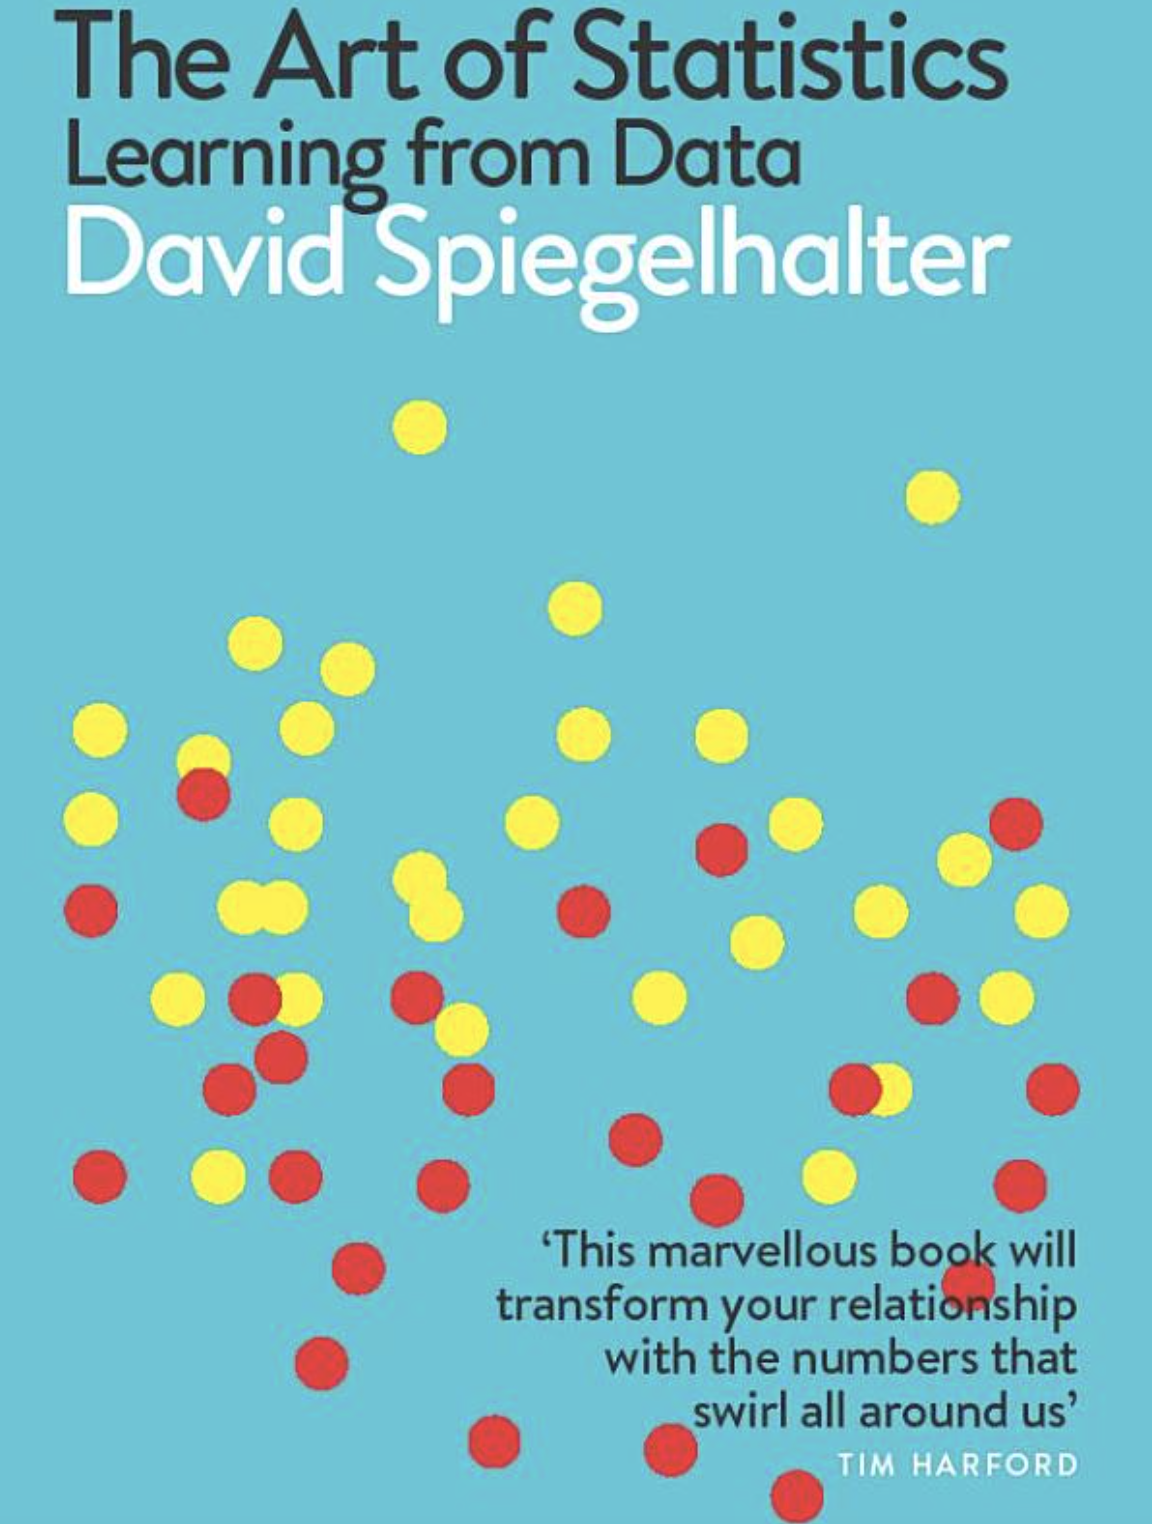 The Art of Statistics
Learning from Data
David Spiegelhalter
‘This marvellous book will
transform your relationship
with the numbers that
swirl all around us’
TIM HARFORD